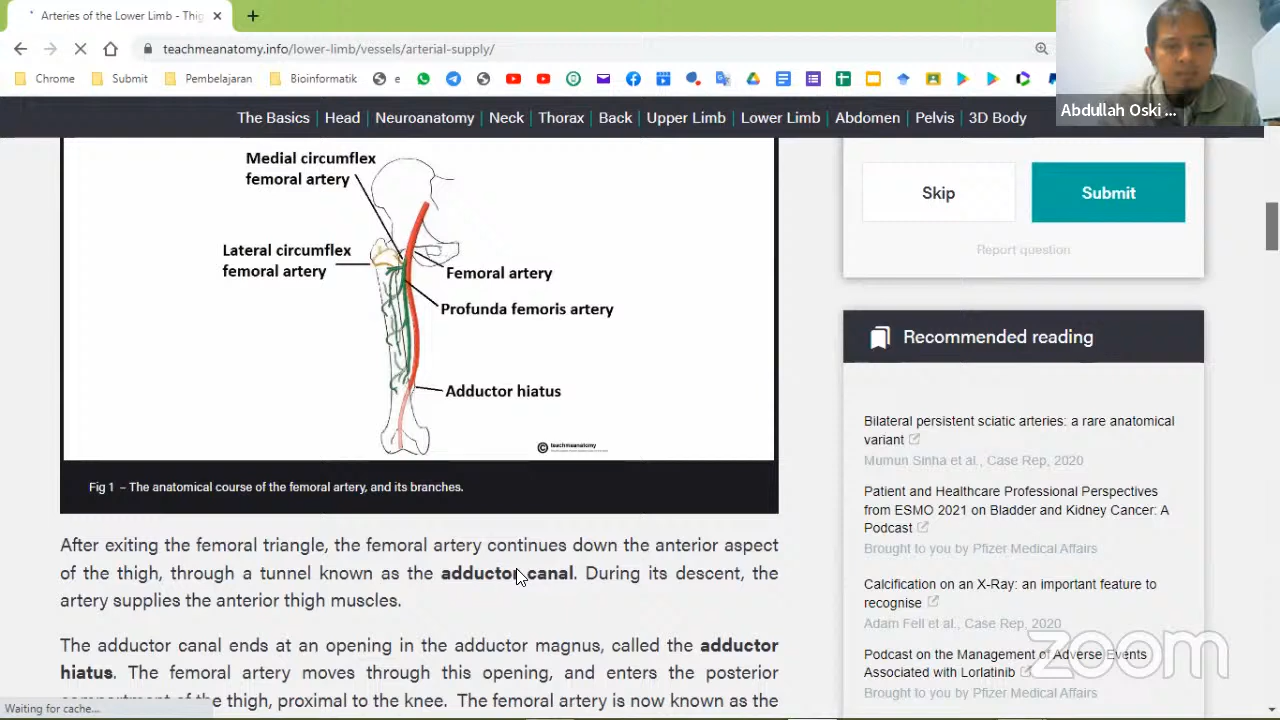 Arteries of the Lower Limb - Thig
teachmeanatomy.info/lower-limb/vessels/arterial-supply/
Chrome
Submit
Pembelajaran
Bioinformatik
e
Abdullah Oski ...
The Basics | Head | Neuroanatomy | Neck | Thorax | Back | Upper Limb | Lower Limb | Abdomen | Pelvis | 3D Body
Medial circumflex
femoral artery
Lateral circumflex
femoral artery
Femoral artery
Profunda femoris artery
Adductor hiatus
© teachmeanatomy
Fig 1 – The anatomical course of the femoral artery, and its branches.
After exiting the femoral triangle, the femoral artery continues down the anterior aspect
of the thigh, through a tunnel known as the adductor canal. During its descent, the
artery supplies the anterior thigh muscles.
The adductor canal ends at an opening in the adductor magnus, called the adductor
hiatus. The femoral artery moves through this opening, and enters the posterior
of the thigh, proximal to the knee. The femoral artery is now known as the
Waiting for cache...
Skip
Submit
Report question
Recommended reading
Bilateral persistent sciatic arteries: a rare anatomical
variant
Mumun Sinha et al., Case Rep, 2020
Patient and Healthcare Professional Perspectives
from ESMO 2021 on Bladder and Kidney Cancer: A
Podcast
Brought to you by Pfizer Medical Affairs
Calcification on an X-Ray: an important feature to
recognise
Adam Fell et al., Case Rep, 2020
Podcast on the Management of Adverse Events
Associated with Lorlatinib
Brought to you by Pfizer Medical Affairs
zoom